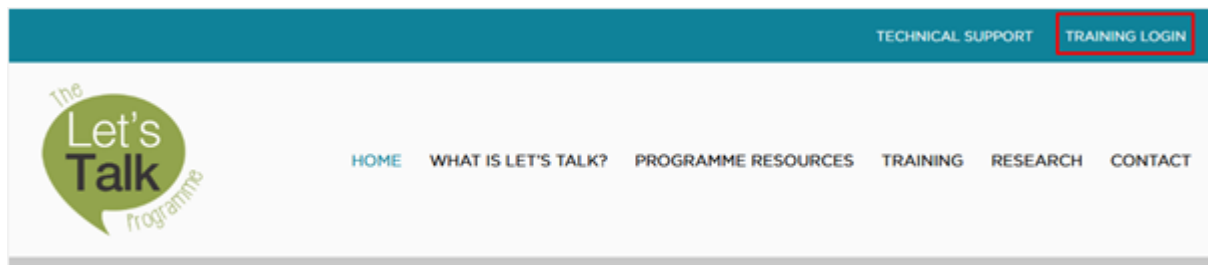 TECHNICAL SUPPORT TRAINING LOGIN
The
Let's
Talk
Programme
HOME WHAT IS LET'S TALK? PROGRAMME RESOURCES TRAINING RESEARCH CONTACT